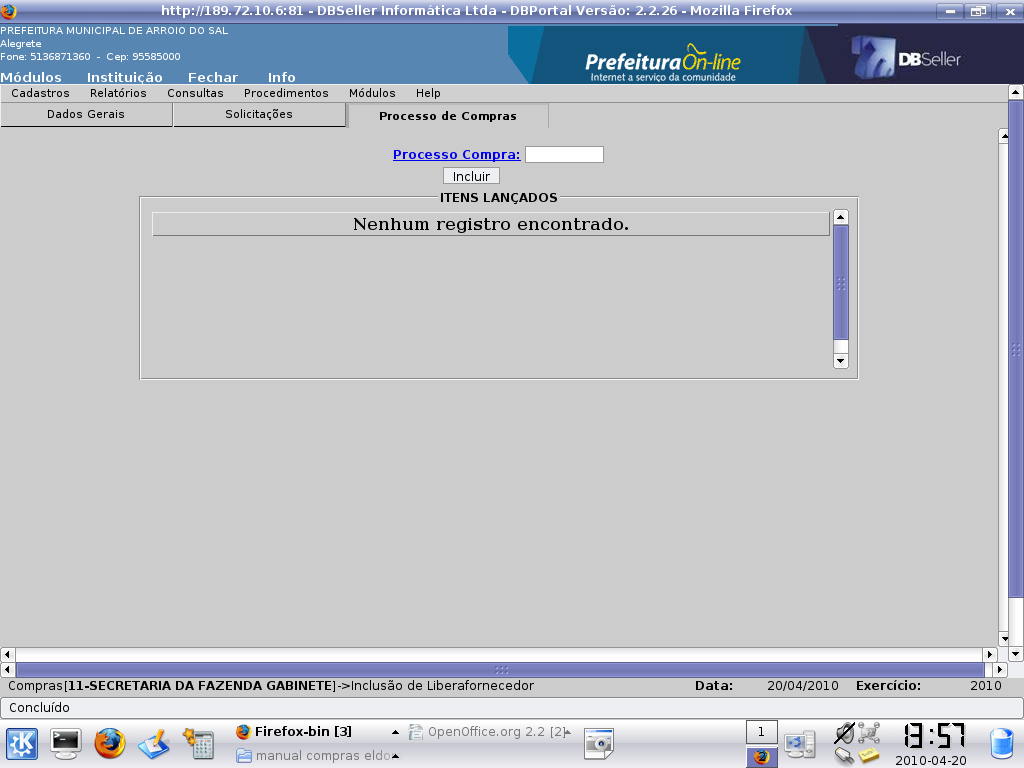 http://189.72.10.6:81 - DBSeller Informática Ltda - DBPortal Versão: 2.2.26 - Mozilla Firefox
PREFEITURA MUNICIPAL DE ARROIO DO SAL
Alegrete
Fone: 5136871360 - Cep: 95585000
Módulos Instituição Fechar Info
PrefeituraOn-line
Internet a serviço da comunidade
DBSeller
Cadastros Relatórios Consultas Procedimentos Módulos Help
Dados Gerais Solicitações Processo de Compras
Processo Compra:
Incluir
ITENS LANÇADOS
Nenhum registro encontrado.
Compras[11-SECRETARIA DA FAZENDA GABINETE]->Inclusão de Liberafornecedor Data: 20/04/2010 Exercício: 2010
Concluído
Firefox-bin [3] OpenOffice.org 2.2 [2]
manual compras eldo
1
13:57
2010-04-20